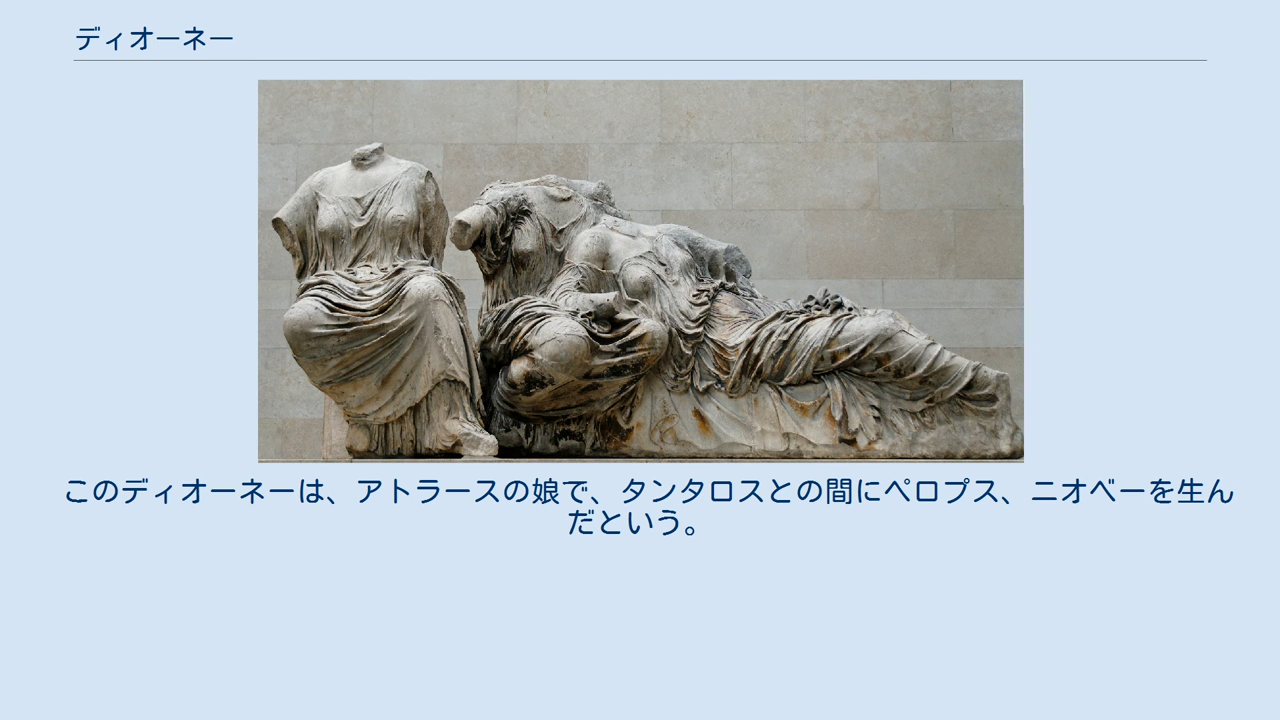 ディオーネー
このディオーネーは、アトラースの娘で、タンタロスとの間にペロプス、ニオベーを生ん
だという。